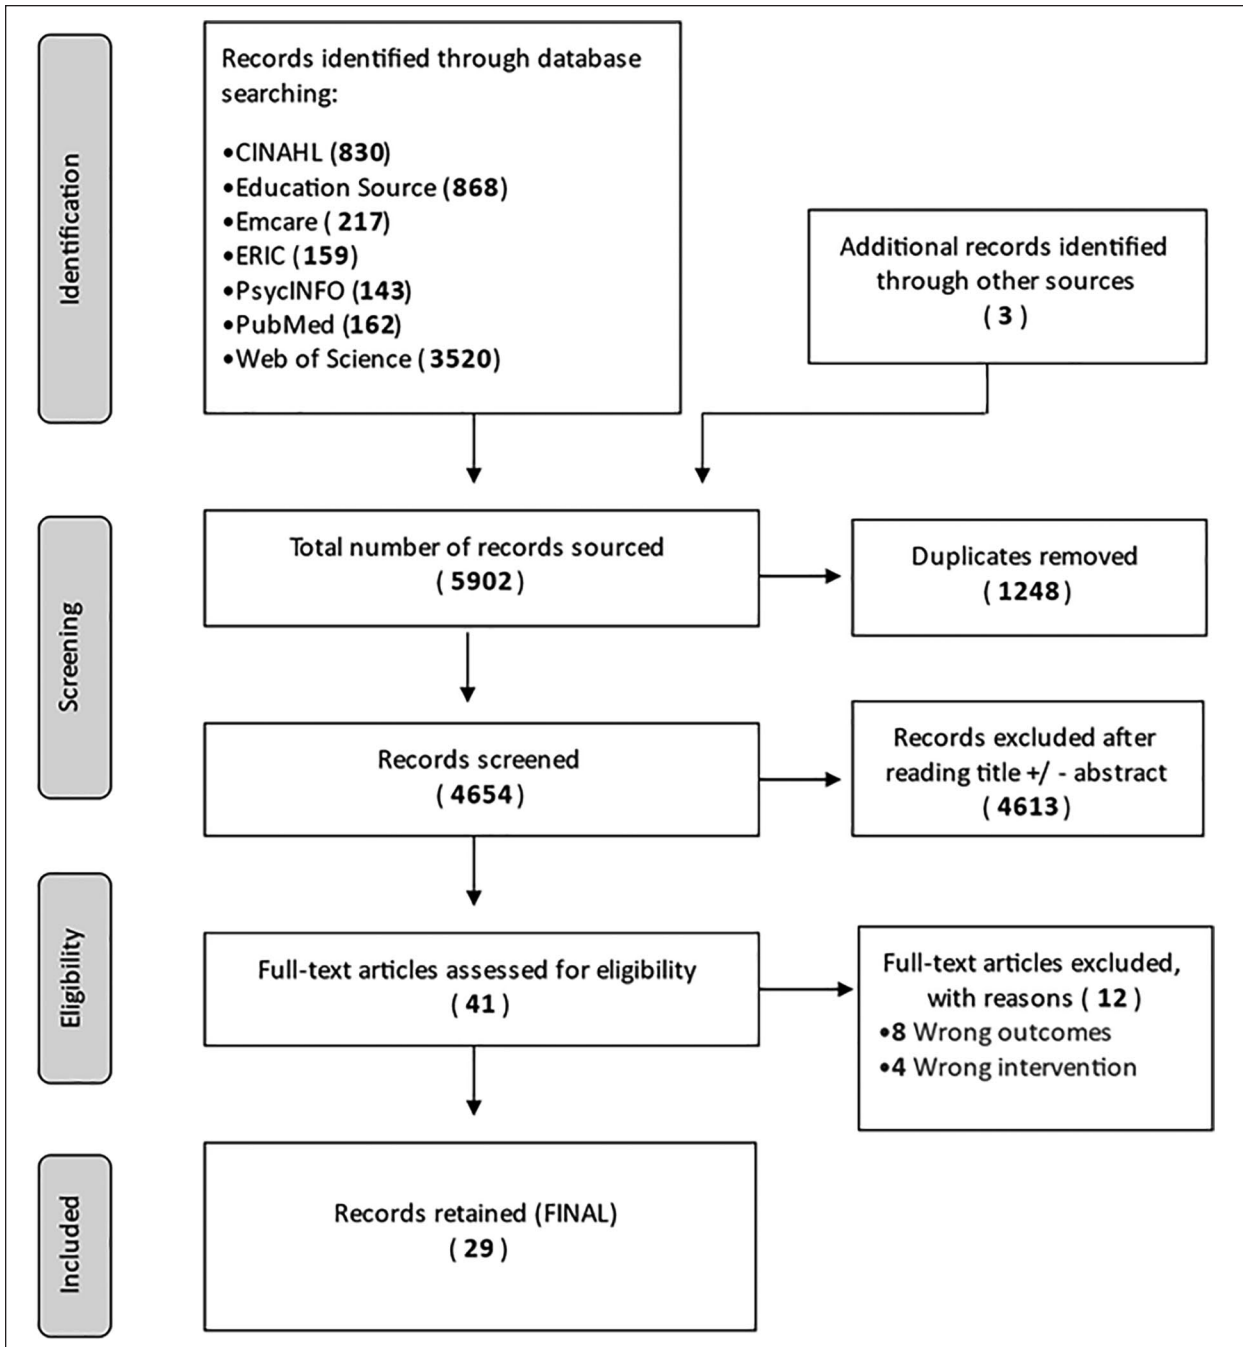 Identification
Records identified through database
searching:
•CINAHL (830)
•Education Source (868)
•Emcare ( 217)
•ERIC (159)
•PsycINFO (143)
•PubMed (162)
•Web of Science ( 3520)
Additional records identified
through other sources
( 3 )
Screening
Total number of records sourced
( 5902 )
Duplicates removed
( 1248 )
Records screened
( 4654 )
Records excluded after
reading title +/ - abstract
( 4613 )
Eligibility
Full-text articles assessed for eligibility
( 41 )
Full-text articles excluded,
with reasons ( 12 )
•8 Wrong outcomes
•4 Wrong intervention
Included
Records retained (FINAL)
( 29 )